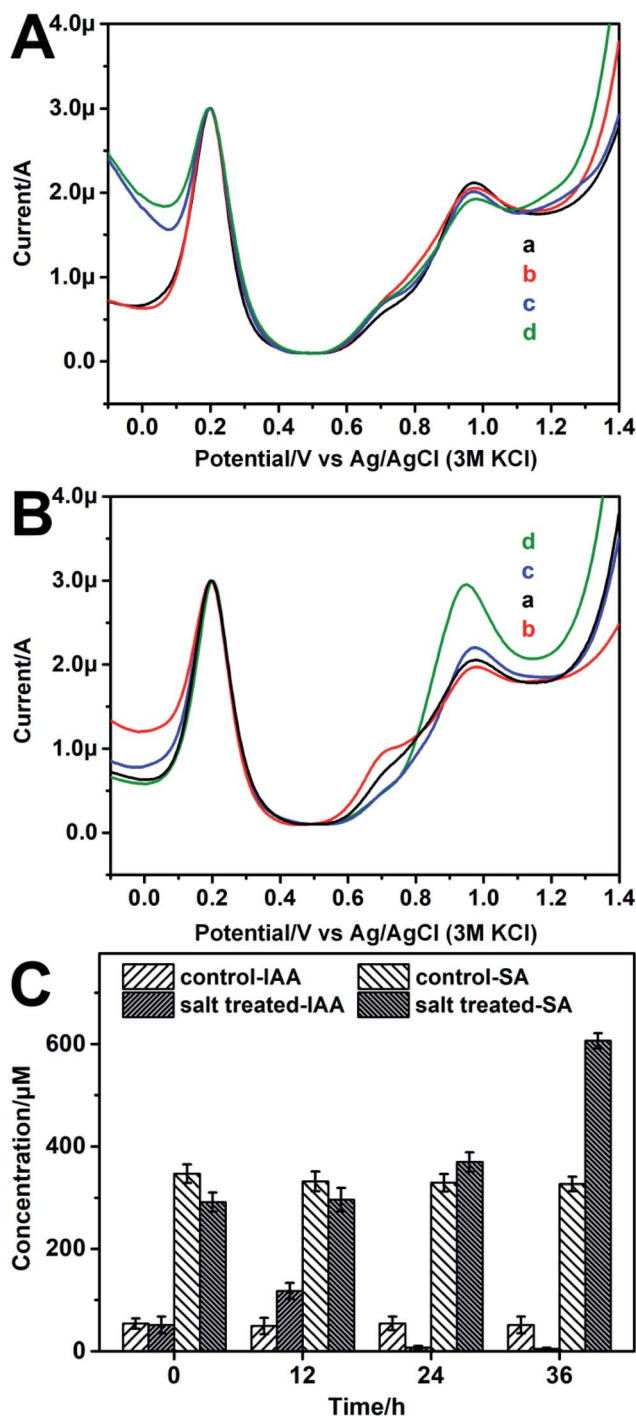 A
4.0μ
3.0μ
2.0μ
1.0μ
0.0
Current/A
a
b
c
d
0.0 0.2 0.4 0.6 0.8 1.0 1.2 1.4
Potential/V vs Ag/AgCl (3M KCl)
B
4.0μ
3.0μ
2.0μ
1.0μ
0.0
Current/A
d
c
a
b
0.0 0.2 0.4 0.6 0.8 1.0 1.2 1.4
Potential/V vs Ag/AgCl (3M KCl)
C
control-IAA control-SA
salt treated-IAA salt treated-SA
600
400
200
0
Concentration/μM
0 12 24 36
Time/h